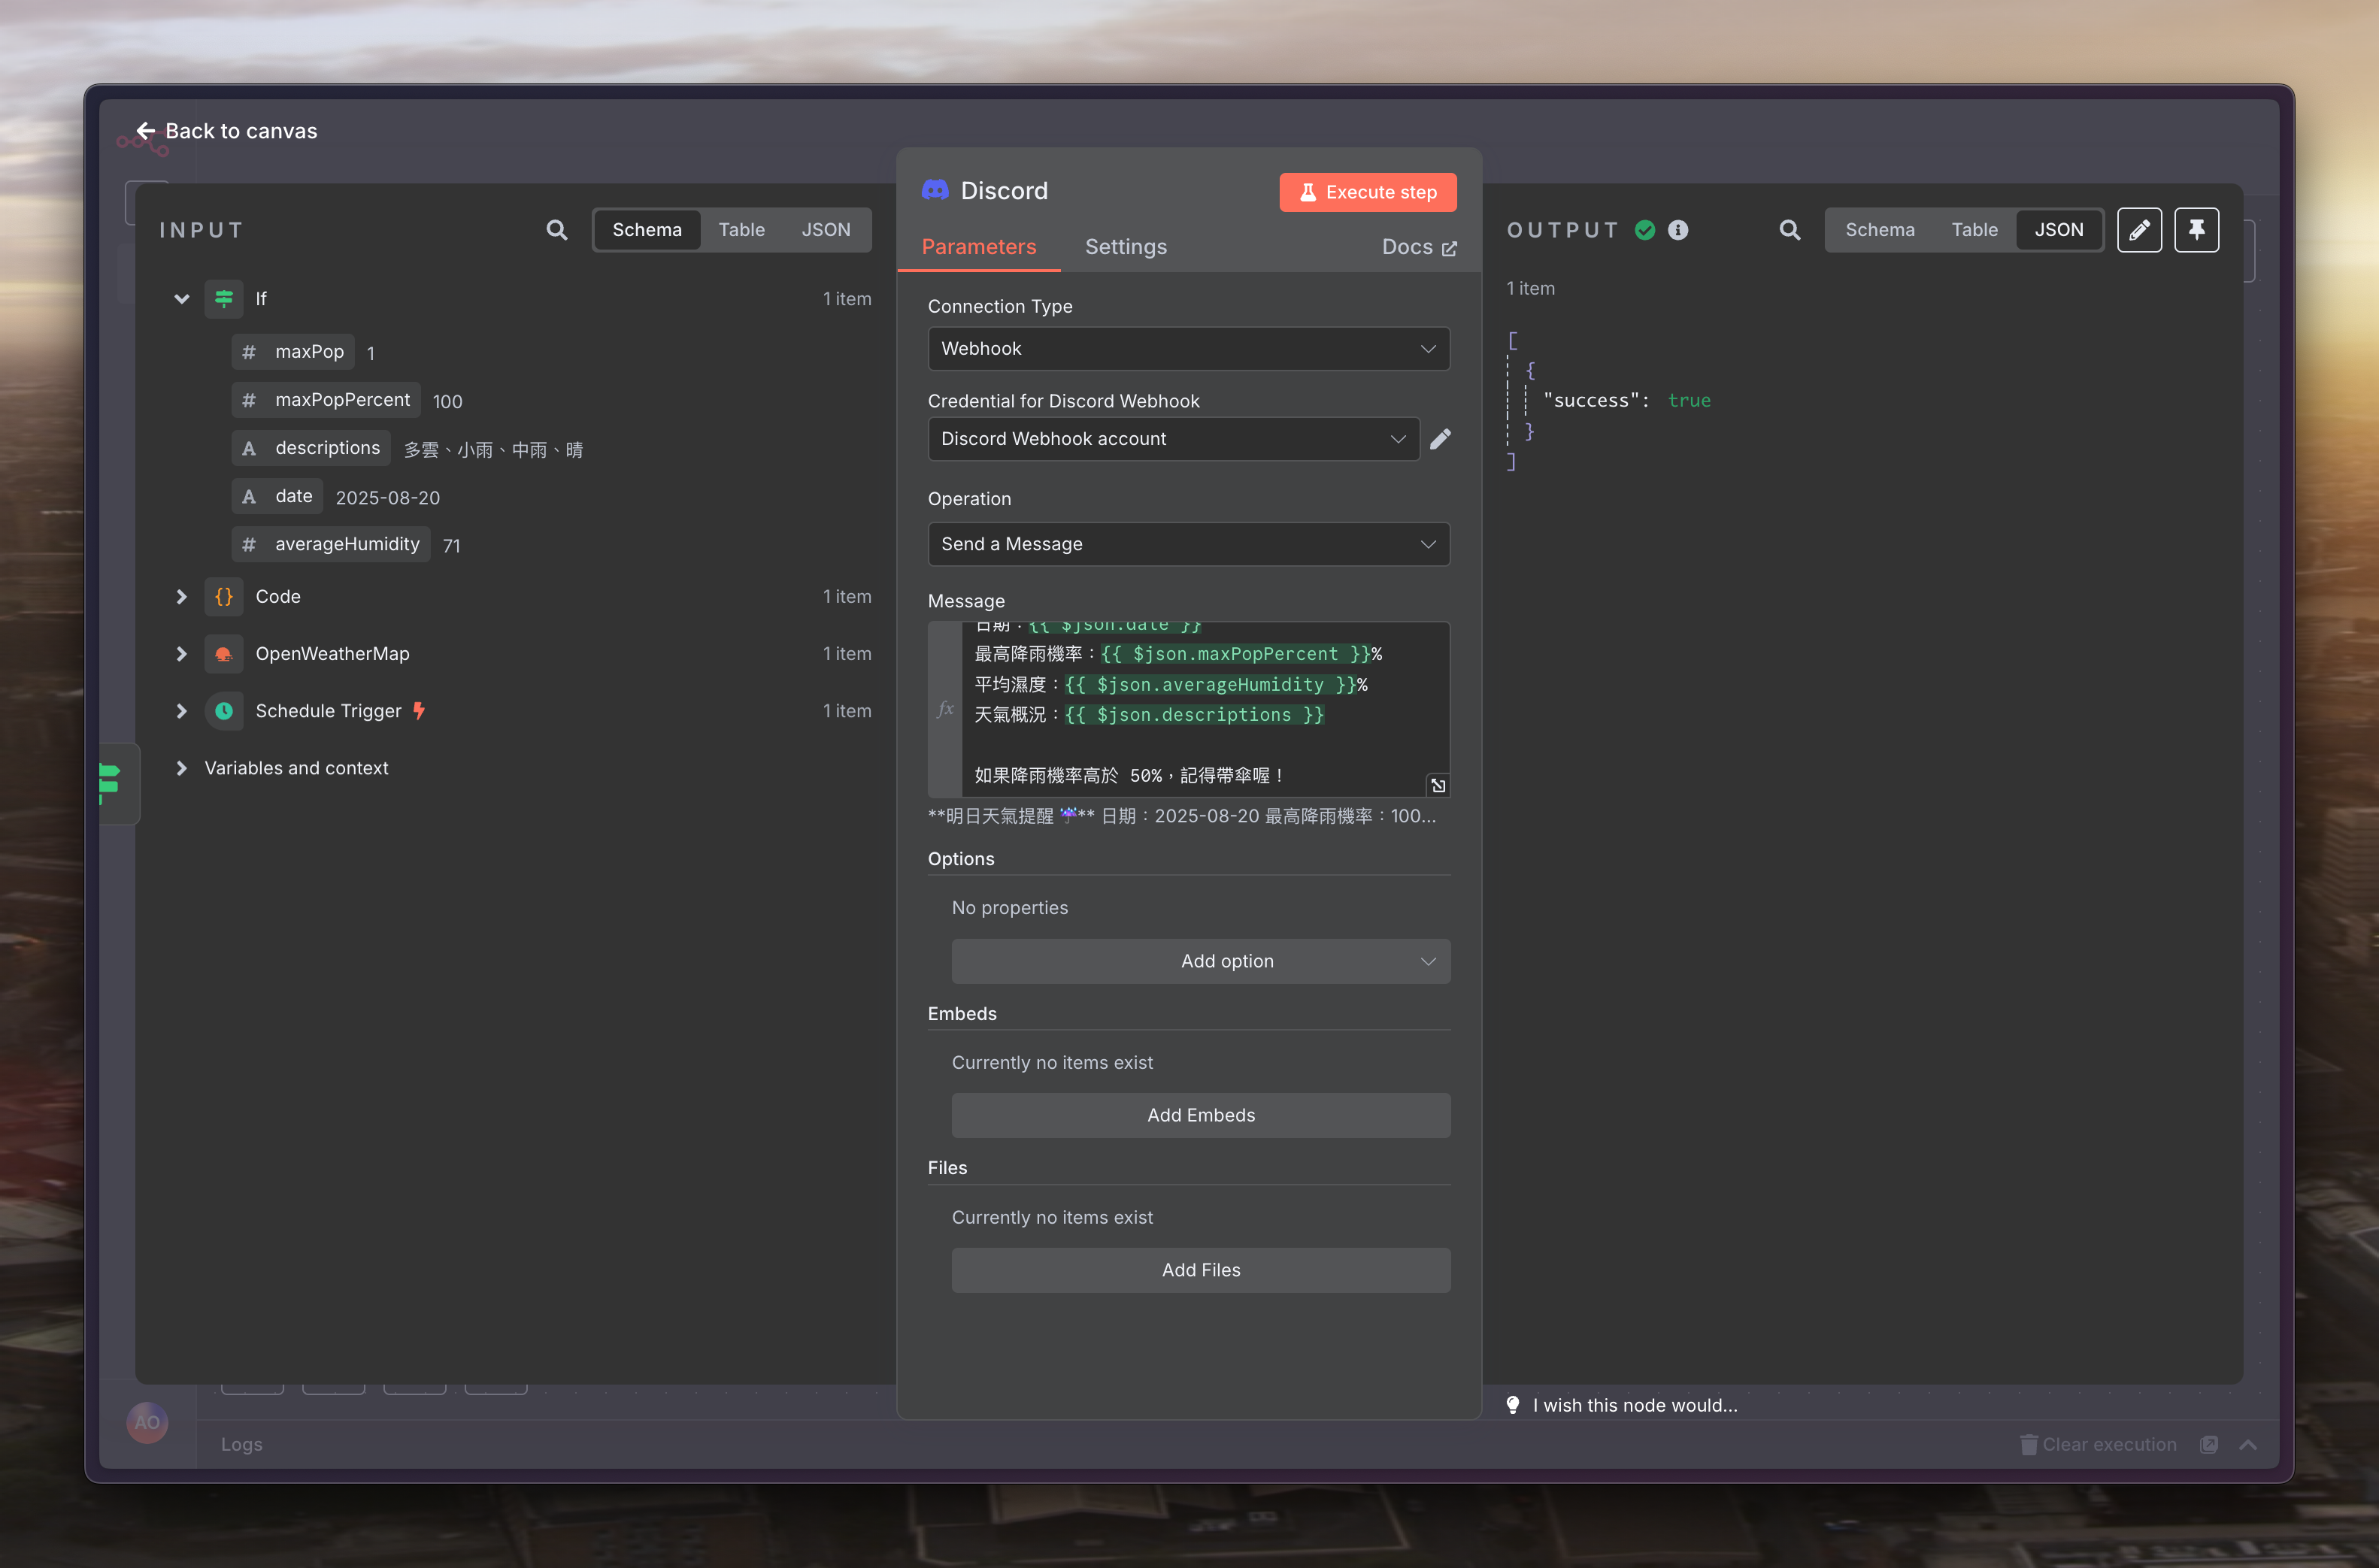 Back to canvas
INPUT
Schema
Table
JSON
If
1 item
# maxPop 1
# maxPopPercent 100
A descriptions 多雲、小雨、中雨、晴
A date 2025-08-20
# averageHumidity 71
{} Code
1 item
OpenWeatherMap
1 item
Schedule Trigger
1 item
Variables and context
Discord
Execute step
Parameters
Settings
Docs
Connection Type
Webhook
Credential for Discord Webhook
Discord Webhook account
Operation
Send a Message
Message
fx
日期：{{ $json.date }}
最高降雨機率：{{ $json.maxPopPercent }}%
平均濕度：{{ $json.averageHumidity }}%
天氣概況：{{ $json.descriptions }}
如果降雨機率高於 50%，記得帶傘喔！
**明日天氣提醒 ☔** 日期：2025-08-20 最高降雨機率：100...
Options
No properties
Add option
Embeds
Currently no items exist
Add Embeds
Files
Currently no items exist
Add Files
OUTPUT
Schema
Table
JSON
1 item
[
{
"success": true
}
]
I wish this node would...
AO
Logs
Clear execution